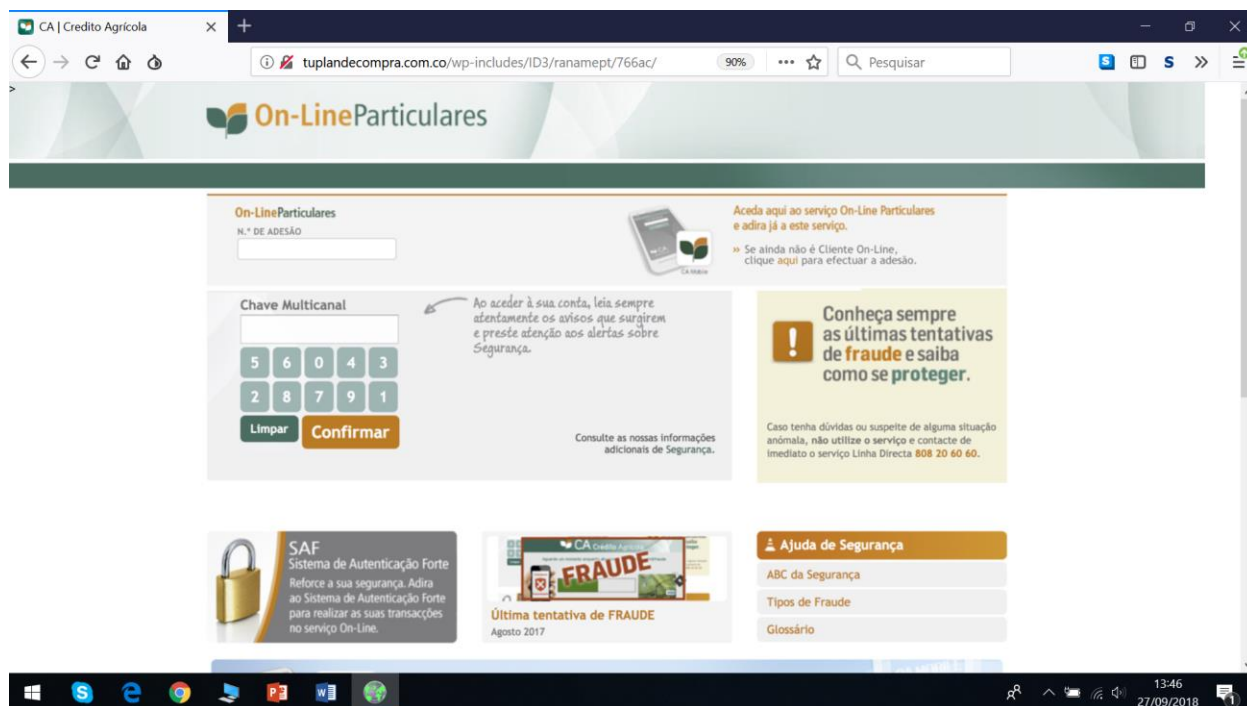 CA | Credito Agrícola
tuplandecompra.com.co/wp-includes/ID3/ranamept/766ac/
90%
Pesquisar
>
On-LineParticulares
On-LineParticulares
N.º DE ADESÃO
Aceda aqui ao serviço On-Line Particulares
e adira já a este serviço.
» Se ainda não é Cliente On-Line,
clique aqui para efectuar a adesão.
CA Mobile
Chave Multicanal
5 6 0 4 3
2 8 7 9 1
Limpar
Confirmar
Ao aceder à sua conta, leia sempre
atentamente os avisos que surgirem
e preste atenção aos alertas sobre
Segurança.
Consulte as nossas informações
adicionais de Segurança.
!
Conheça sempre
as últimas tentativas
de fraude e saiba
como se proteger.
Caso tenha dúvidas ou suspeite de alguma situação
anómala, não utilize o serviço e contacte de
imediato o serviço Linha Directa 808 20 60 60.
SAF
Sistema de Autenticação Forte
Reforce a sua segurança. Adira
ao Sistema de Autenticação Forte
para realizar as suas transacções
no serviço On-Line.
CA Crédito Agrícola
FRAUDE
Última tentativa de FRAUDE
Agosto 2017
Ajuda de Segurança
ABC da Segurança
Tipos de Fraude
Glossário
13:46
27/09/2018